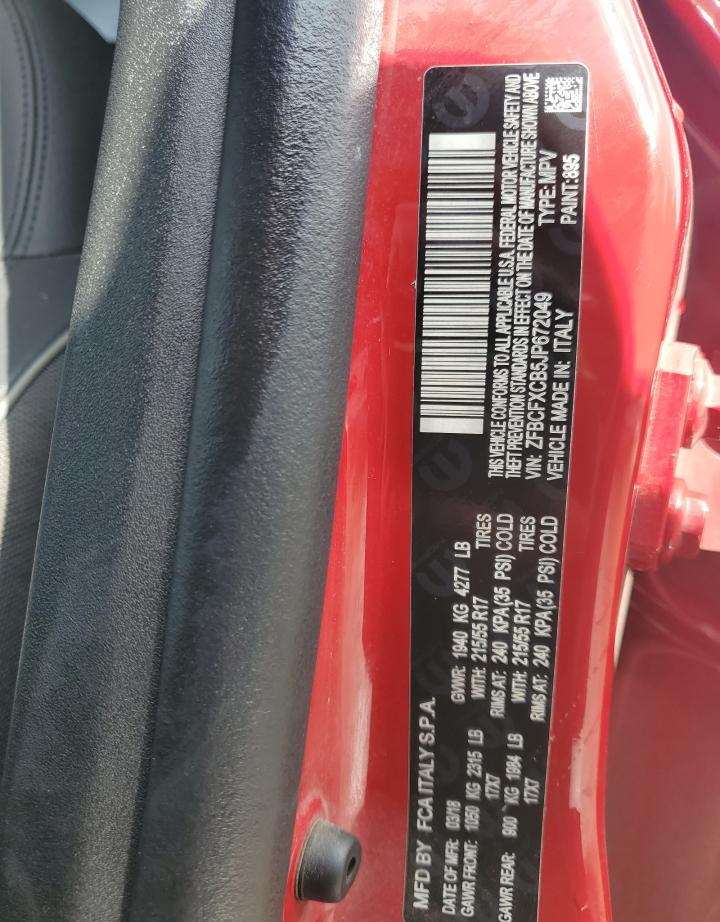 MFD BY FCA ITALY S.P.A.
DATE OF MFR: 03/18 GVWR: 1940 KG 4277 LB
GAWR FRONT: 1050 KG 2315 LB WITH: 215/55 R17 TIRES
17X7 RIMS AT: 240 KPA(35 PSI) COLD
GAWR REAR: 900 KG 1984 LB WITH: 215/55 R17 TIRES
17X7 RIMS AT: 240 KPA(35 PSI) COLD
THIS VEHICLE CONFORMS TO ALL APPLICABLE U.S.A. FEDERAL MOTOR VEHICLE SAFETY AND
THEFT PREVENTION STANDARDS IN EFFECT ON THE DATE OF MANUFACTURE SHOWN ABOVE
VIN: ZFBCFXCB5JP672049 TYPE:MPV
VEHICLE MADE IN: ITALY PAINT:895